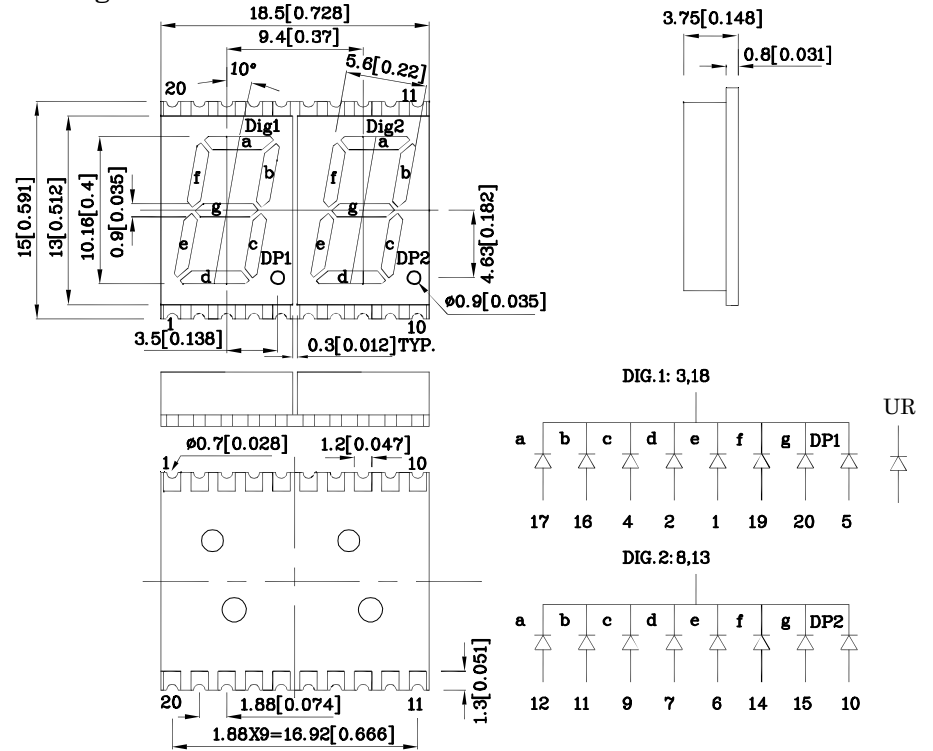 g
18.5[0.728]
9.4[0.37]
10°
5.6[0.22]
20
11
Dig1
Dig2
a
b
c
d
e
f
g
DP1
a
b
c
d
e
f
g
DP2
15[0.591]
13[0.512]
10.16[0.4]
0.9[0.035]
4.63[0.182]
ø0.9[0.035]
1
10
3.5[0.138]
0.3[0.012]TYP.
3.75[0.148]
0.8[0.031]
ø0.7[0.028]
1.2[0.047]
1
10
20
11
1.88[0.074]
1.88X9=16.92[0.666]
1.3[0.051]
DIG.1: 3,18
a b c d e f g DP1
17 16 4 2 1 19 20 5
UR
DIG.2: 8,13
a b c d e f g DP2
12 11 9 7 6 14 15 10